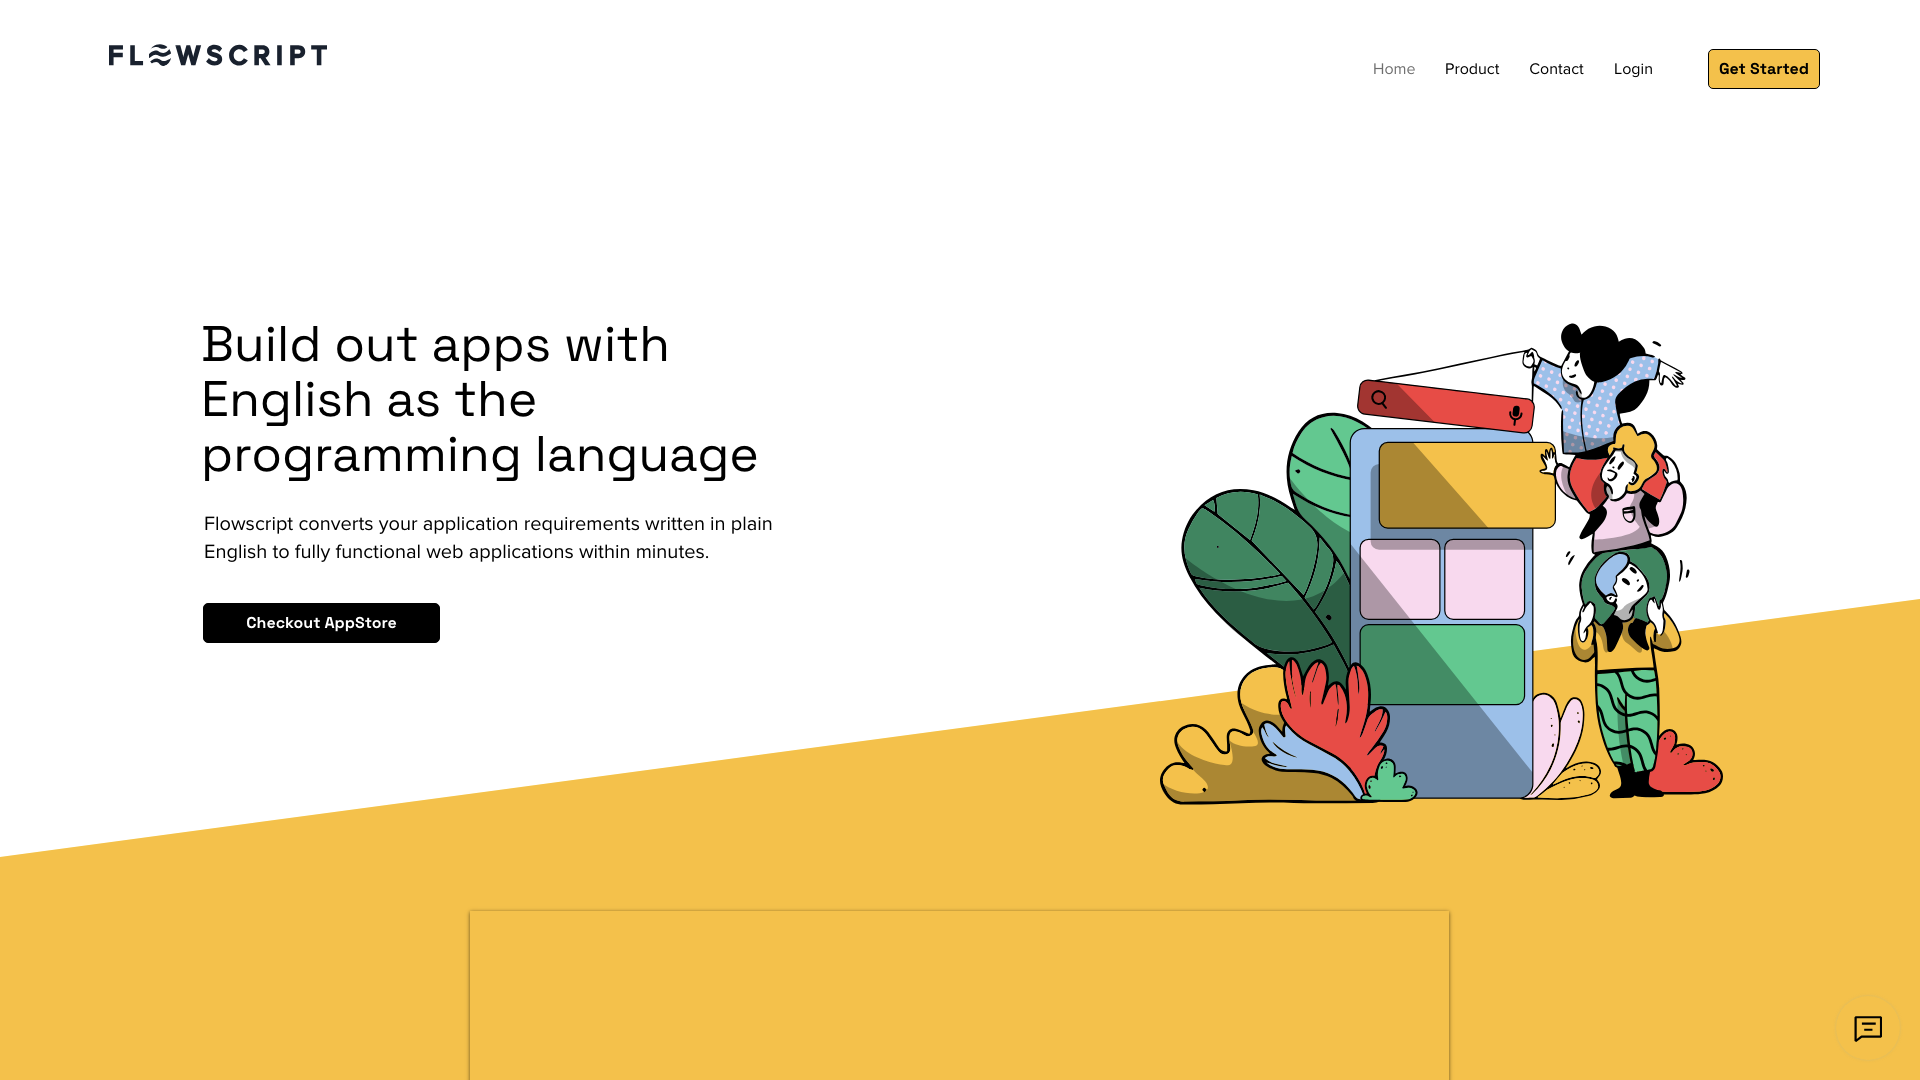 FLOWSCRIPT
Home
Product
Contact
Login
Get Started
Build out apps with
English as the
programming language
Flowscript converts your application requirements written in plain
English to fully functional web applications within minutes.
Checkout AppStore